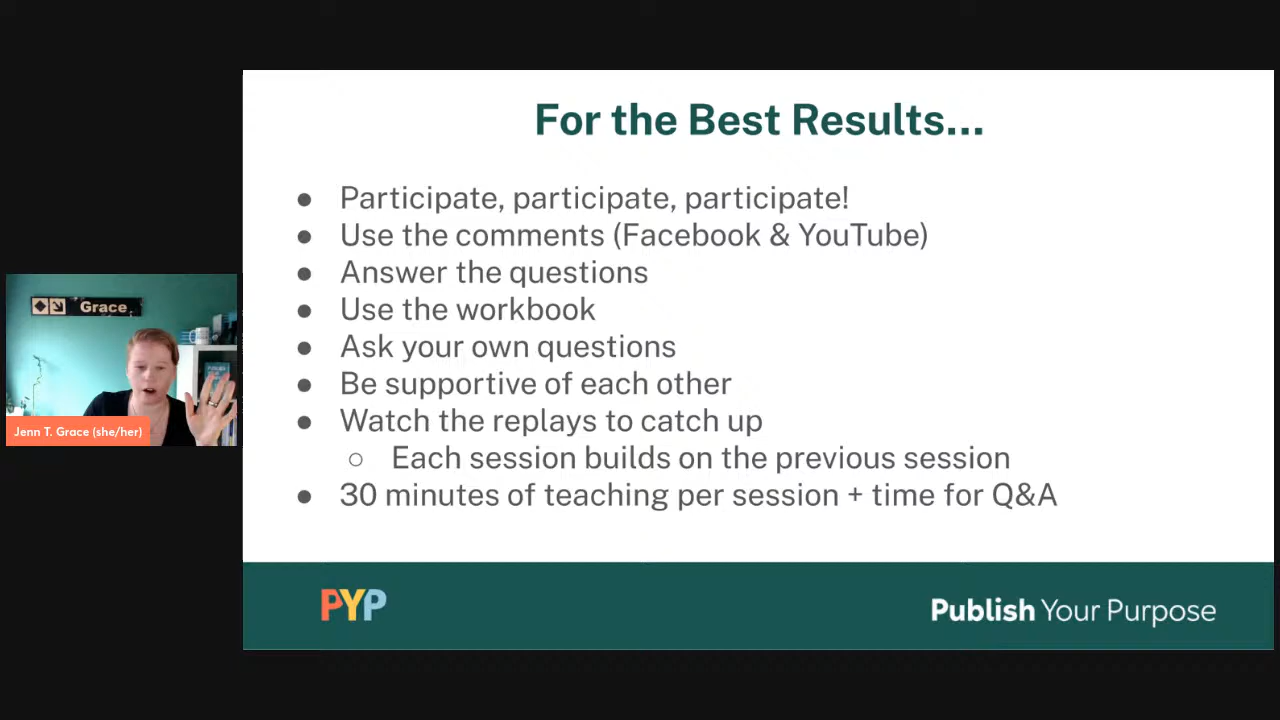 For the Best Results...
● Participate, participate, participate!
● Use the comments (Facebook & YouTube)
● Answer the questions
● Use the workbook
● Ask your own questions
● Be supportive of each other
● Watch the replays to catch up
○ Each session builds on the previous session
● 30 minutes of teaching per session + time for Q&A
Grace
Jenn T. Grace (she/her)
PYP
Publish Your Purpose